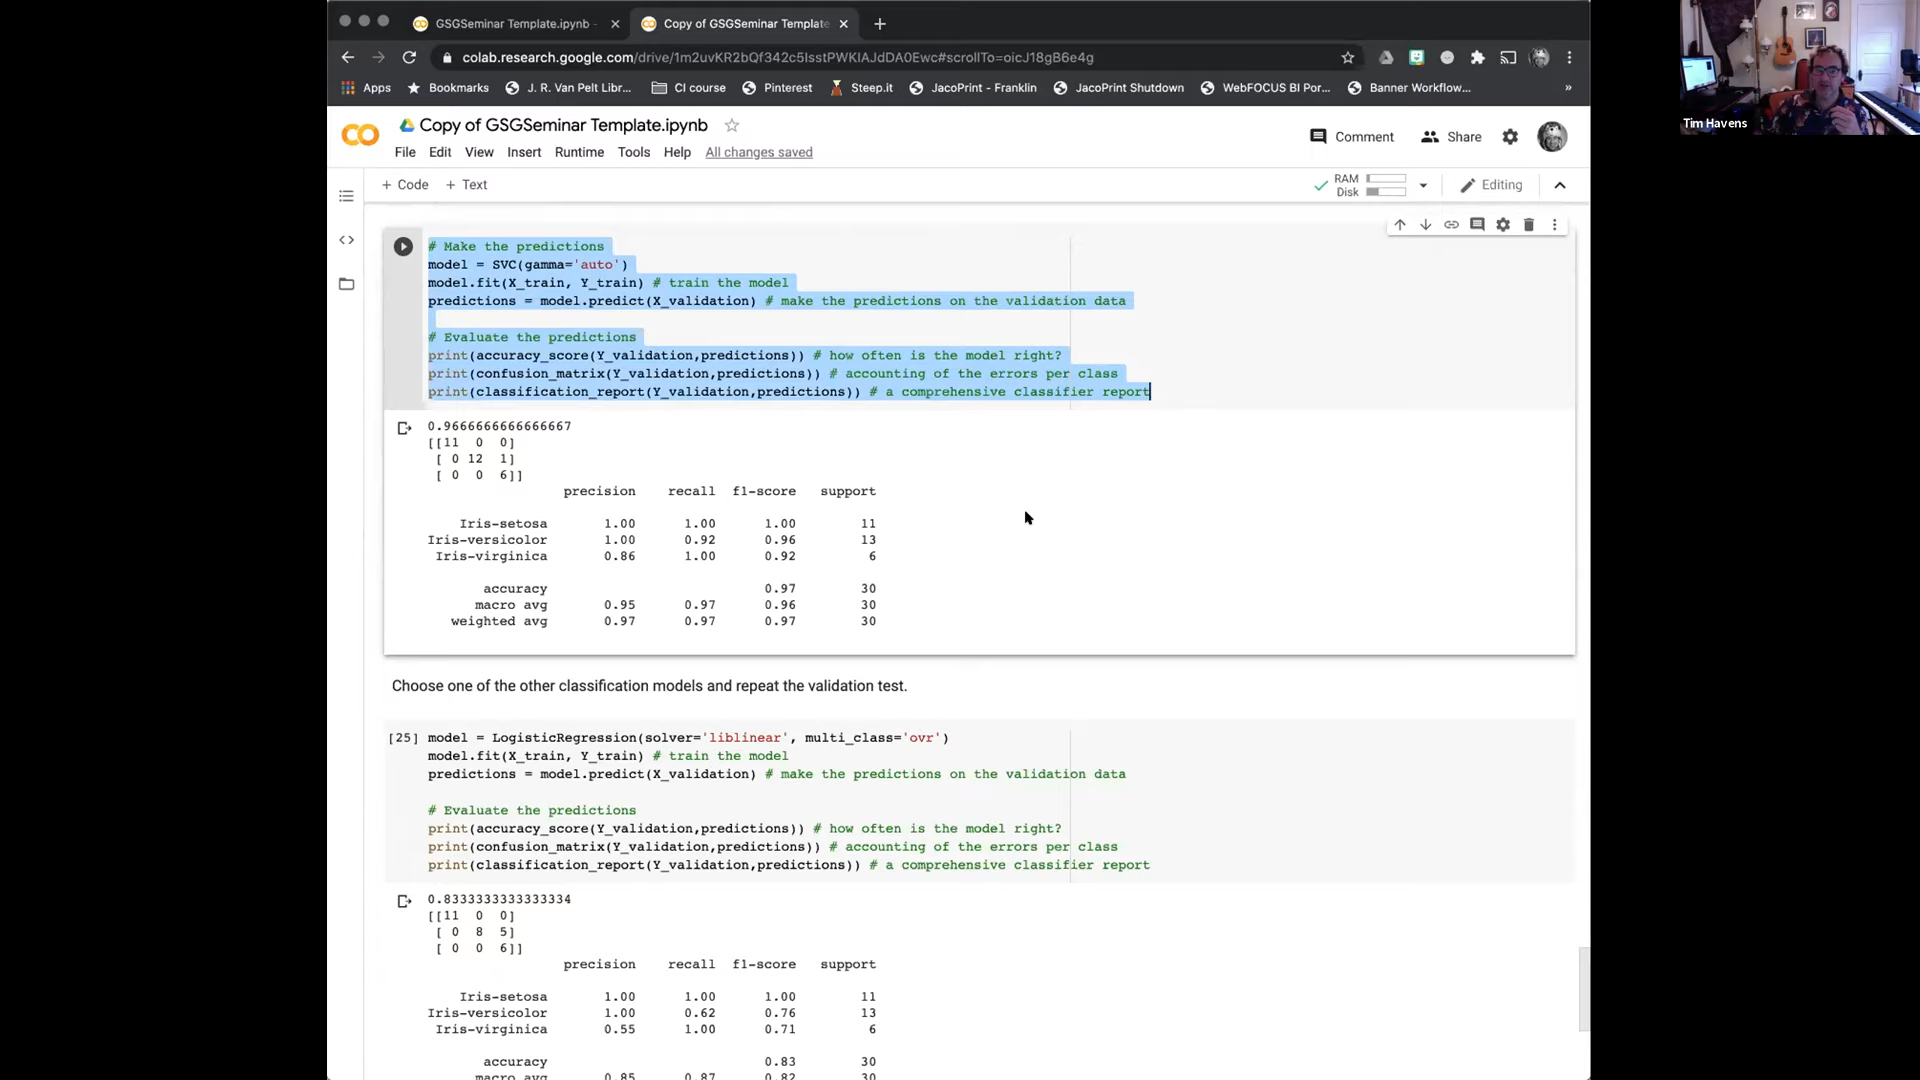 GSGSeminar Template.ipynb -
Copy of GSGSeminar Template
colab.research.google.com/drive/1m2uvKR2bQf342c5IsstPWKIAJdDA0Ewc#scrollTo=oicJ18gB6e4g
Apps
Bookmarks
J. R. Van Pelt Libr...
CI course
Pinterest
Steep.it
JacoPrint - Franklin
JacoPrint Shutdown
WebFOCUS BI Por...
Banner Workflow...
»
Tim Havens
CO
Copy of GSGSeminar Template.ipynb
Comment
Share
File Edit View Insert Runtime Tools Help All changes saved
+ Code + Text
RAM
Disk
Editing
# Make the predictions
model = SVC(gamma='auto')
model.fit(X_train, Y_train) # train the model
predictions = model.predict(X_validation) # make the predictions on the validation data
# Evaluate the predictions
print(accuracy_score(Y_validation,predictions)) # how often is the model right?
print(confusion_matrix(Y_validation,predictions)) # accounting of the errors per class
print(classification_report(Y_validation,predictions)) # a comprehensive classifier report
0.9666666666666667
[[11 0 0]
[ 0 12 1]
[ 0 0 6]]
precision recall f1-score support
Iris-setosa 1.00 1.00 1.00 11
Iris-versicolor 1.00 0.92 0.96 13
Iris-virginica 0.86 1.00 0.92 6
accuracy 0.97 30
macro avg 0.95 0.97 0.96 30
weighted avg 0.97 0.97 0.97 30
Choose one of the other classification models and repeat the validation test.
[25] model = LogisticRegression(solver='liblinear', multi_class='ovr')
model.fit(X_train, Y_train) # train the model
predictions = model.predict(X_validation) # make the predictions on the validation data
# Evaluate the predictions
print(accuracy_score(Y_validation,predictions)) # how often is the model right?
print(confusion_matrix(Y_validation,predictions)) # accounting of the errors per class
print(classification_report(Y_validation,predictions)) # a comprehensive classifier report
0.8333333333333334
[[11 0 0]
[ 0 8 5]
[ 0 0 6]]
precision recall f1-score support
Iris-setosa 1.00 1.00 1.00 11
Iris-versicolor 1.00 0.62 0.76 13
Iris-virginica 0.55 1.00 0.71 6
accuracy 0.83 30
macro avg 0.85 0.87 0.82 30